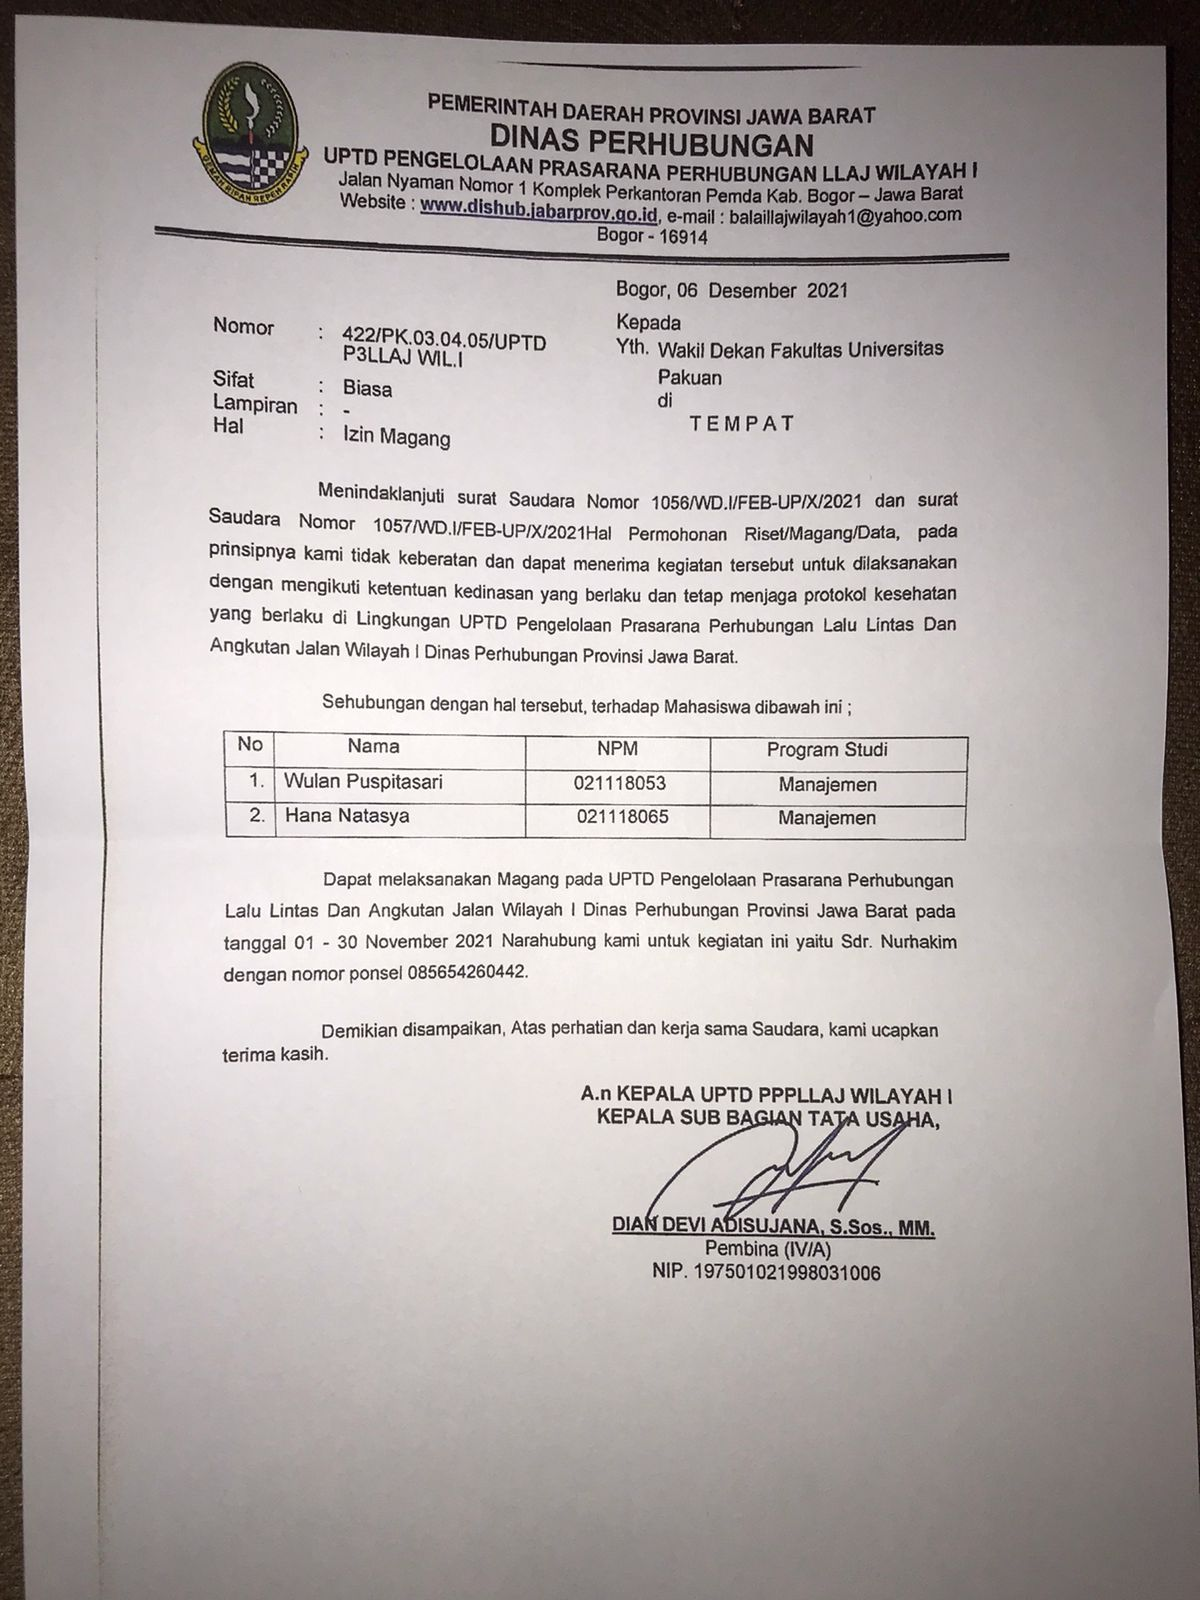 PEMERINTAH DAERAH PROVINSI JAWA BARAT
DINAS PERHUBUNGAN
UPTD PENGELOLAAN PRASARANA PERHUBUNGAN LLAJ WILAYAH I
Jalan Nyaman Nomor 1 Komplek Perkantoran Pemda Kab. Bogor – Jawa Barat
Website : www.dishub.jabarprov.go.id, e-mail : balaillajwilayah1@yahoo.com
Bogor - 16914
GEMAH RIPAH REPEH RAPIH
Bogor, 06 Desember 2021
Kepada
Yth. Wakil Dekan Fakultas Universitas
Pakuan
di
TEMPAT
Nomor : 422/PK.03.04.05/UPTD
P3LLAJ WIL.I
Sifat : Biasa
Lampiran : -
Hal : Izin Magang
Menindaklanjuti surat Saudara Nomor 1056/WD.I/FEB-UP/X/2021 dan surat
Saudara Nomor 1057/WD.I/FEB-UP/X/2021Hal Permohonan Riset/Magang/Data, pada
prinsipnya kami tidak keberatan dan dapat menerima kegiatan tersebut untuk dilaksanakan
dengan mengikuti ketentuan kedinasan yang berlaku dan tetap menjaga protokol kesehatan
yang berlaku di Lingkungan UPTD Pengelolaan Prasarana Perhubungan Lalu Lintas Dan
Angkutan Jalan Wilayah I Dinas Perhubungan Provinsi Jawa Barat.
Sehubungan dengan hal tersebut, terhadap Mahasiswa dibawah ini ;
No Nama NPM Program Studi
1. Wulan Puspitasari 021118053 Manajemen
2. Hana Natasya 021118065 Manajemen
Dapat melaksanakan Magang pada UPTD Pengelolaan Prasarana Perhubungan
Lalu Lintas Dan Angkutan Jalan Wilayah I Dinas Perhubungan Provinsi Jawa Barat pada
tanggal 01 - 30 November 2021 Narahubung kami untuk kegiatan ini yaitu Sdr. Nurhakim
dengan nomor ponsel 085654260442.
Demikian disampaikan, Atas perhatian dan kerja sama Saudara, kami ucapkan
terima kasih.
A.n KEPALA UPTD PPPLLAJ WILAYAH I
KEPALA SUB BAGIAN TATA USAHA,
DIAN DEVI ADISUJANA, S.Sos., MM.
Pembina (IV/A)
NIP. 197501021998031006